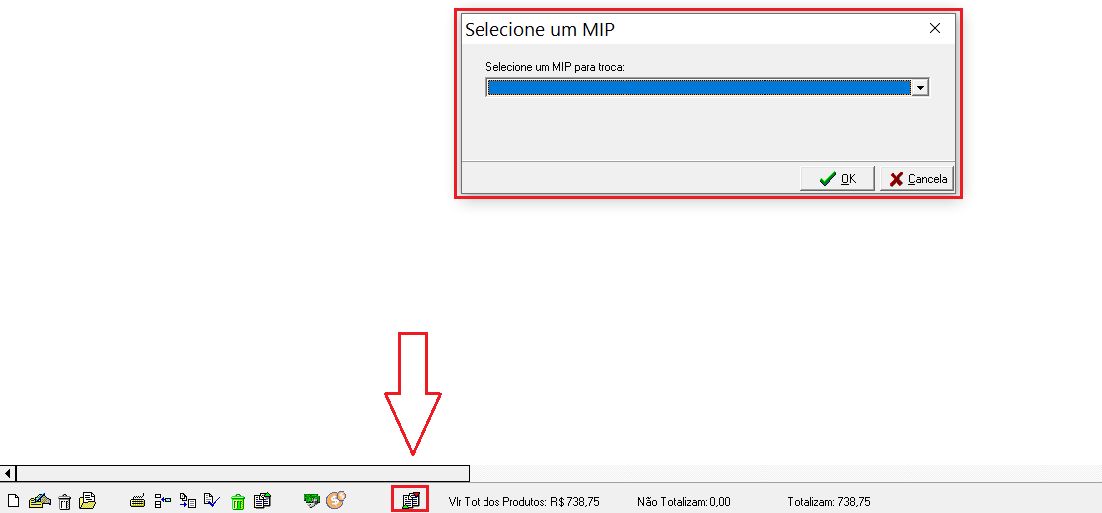 Selecione um MIP
Selecione um MIP para troca:
OK
Cancela
Vlr Tot dos Produtos: R$ 738,75
Não Totalizam: 0,00
Totalizam: 738,75